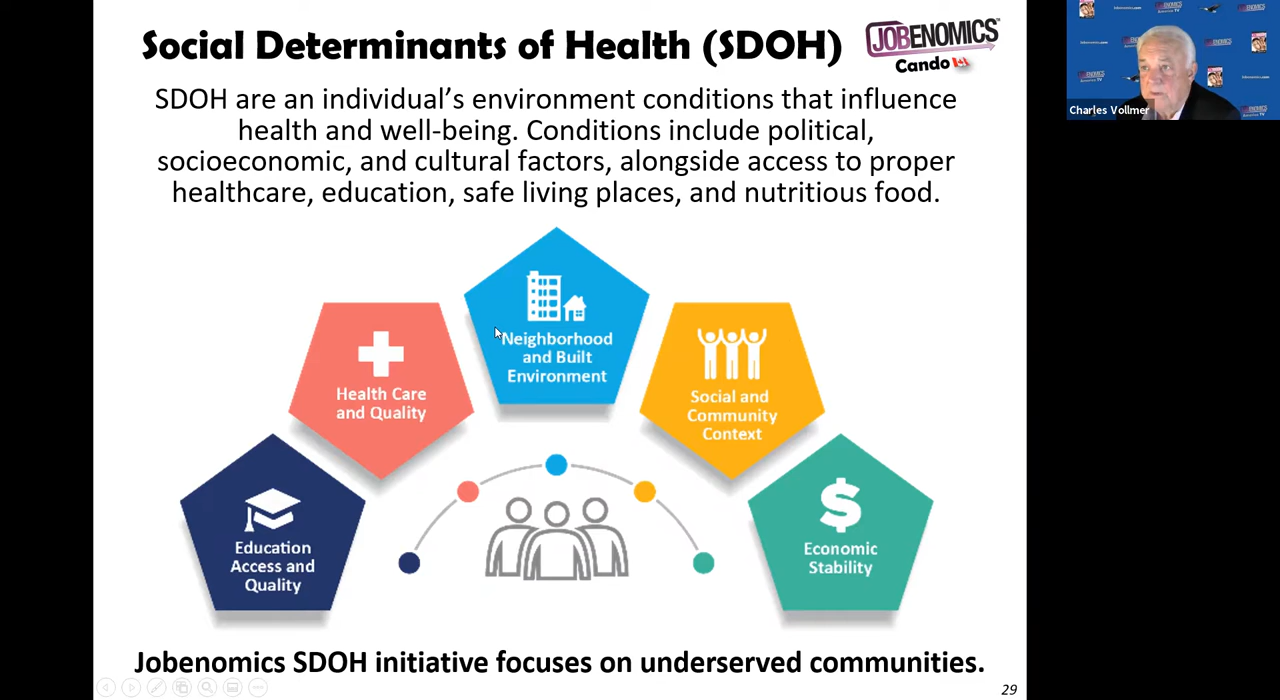 Social Determinants of Health (SDOH)
JOBENOMICS
Cando
SDOH are an individual's environment conditions that influence
health and well-being. Conditions include political,
socioeconomic, and cultural factors, alongside access to proper
healthcare, education, safe living places, and nutritious food.
Neighborhood
and Built
Environment
Health Care
and Quality
Social and
Community
Context
Education
Access and
Quality
$
Economic
Stability
Jobenomics SDOH initiative focuses on underserved communities.
29
Charles Vollmer